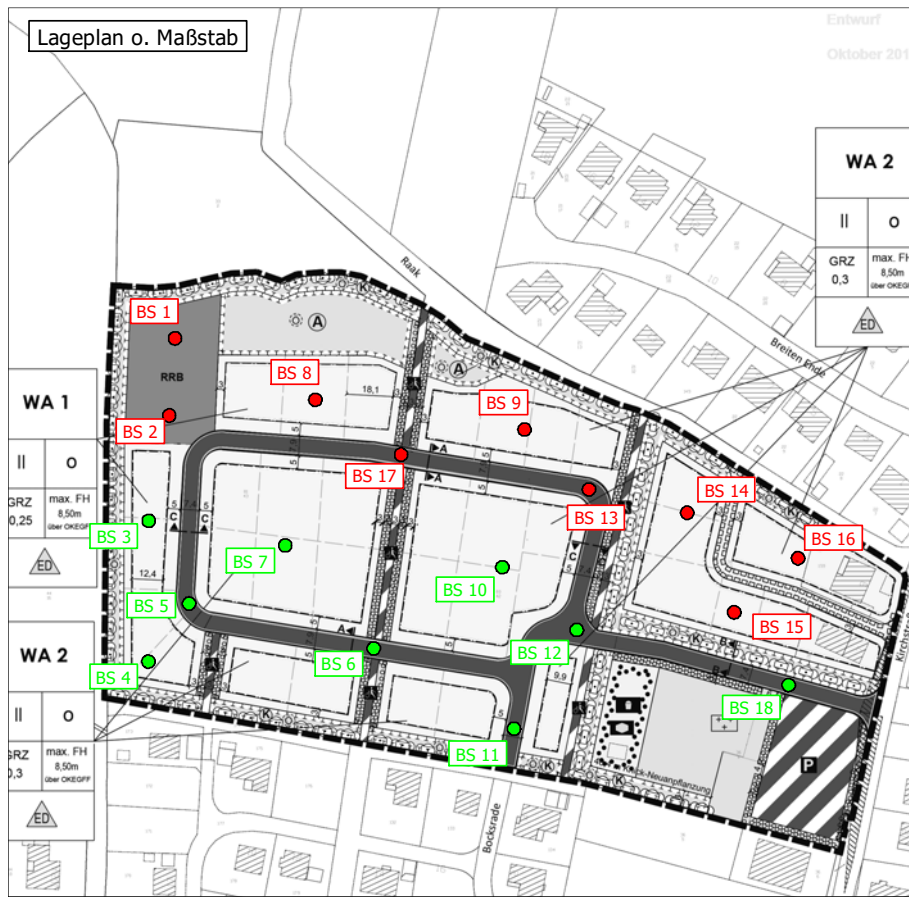 Lageplan o. Maßstab
Entwurf
Oktober 201
WA 2
II o
GRZ max. FH
0,3 8,50m
über OKEGFF
ED
Raak
Breiten Ende
K
BS 1
A
A
K
RRB
BS 8
18,1
BS 9
BS 2
WA 1
II o
GRZ max. FH
0,25 8,50m
über OKEGFF
ED
A
A
BS 17
BS 14
BS 13
BS 16
K
BS 3
C C
BS 7
C
BS 10
12,4
BS 5
BS 15
Kirchst
K B
BS 12
A
BS 6
BS 4
WA 2
II o
GRZ max. FH
0,3 8,50m
über OKEGFF
ED
9,9
B
BS 18
K
K
BS 11
K
K
Knick-Neuanpflanzung
P
Bocksrade